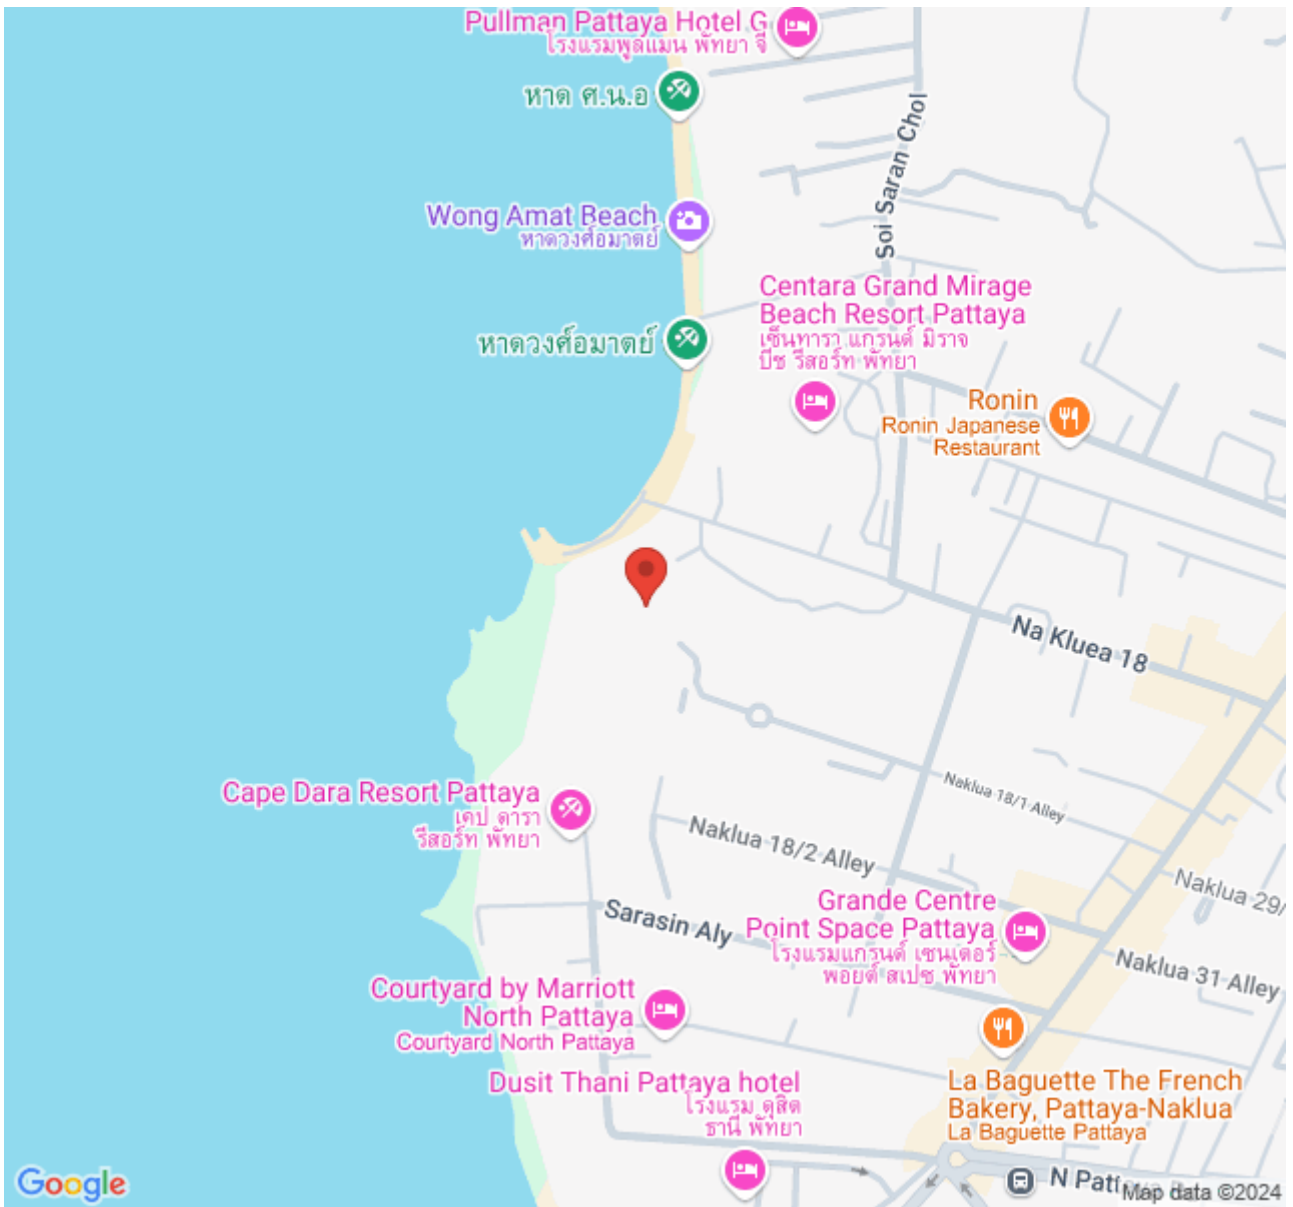 Pullman Pattaya Hotel G
โรงแรมพูลแมน พัทยา จี
หาด ศ.น.อ
Soi Saran Chol
Wong Amat Beach
หาดวงศ์อมาตย์
Centara Grand Mirage
Beach Resort Pattaya
เซ็นทารา แกรนด์ มิราจ
บีช รีสอร์ท พัทยา
หาดวงศ์อมาตย์
Ronin
Ronin Japanese
Restaurant
Na Kluea 18
Naklua 18/1 Alley
Cape Dara Resort Pattaya
เคป ดารา
รีสอร์ท พัทยา
Naklua 18/2 Alley
Naklua 29/
Grande Centre
Point Space Pattaya
โรงแรมแกรนด์ เซนเตอร์
พอยต์ สเปซ พัทยา
Sarasin Aly
Naklua 31 Alley
Courtyard by Marriott
North Pattaya
Courtyard North Pattaya
Dusit Thani Pattaya hotel
โรงแรม ดุสิต
ธานี พัทยา
La Baguette The French
Bakery, Pattaya-Naklua
La Baguette Pattaya
N Patt
Google
Map data ©2024